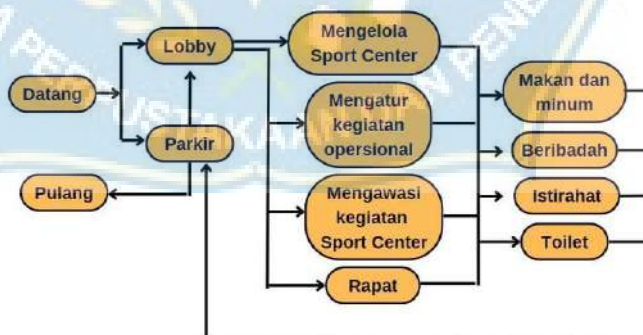 Datang
Lobby
Parkir
Pulang
Mengelola
Sport Center
Mengatur
kegiatan
opersional
Mengawasi
kegiatan
Sport Center
Rapat
Makan dan
minum
Beribadah
Istirahat
Toilet